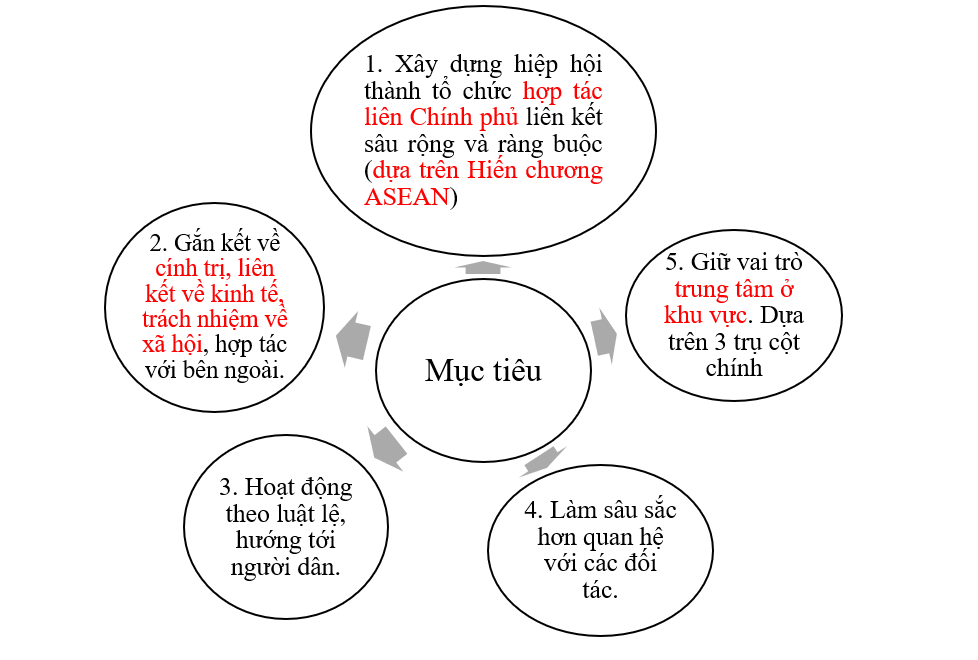 1. Xây dựng hiệp hội
thành tổ chức hợp tác
liên Chính phủ liên kết
sâu rộng và ràng buộc
(dựa trên Hiến chương
ASEAN)
2. Gắn kết về
cính trị, liên
kết về kinh tế,
trách nhiệm về
xã hội, hợp tác
với bên ngoài.
5. Giữ vai trò
trung tâm ở
khu vực. Dựa
trên 3 trụ cột
chính
Mục tiêu
3. Hoạt động
theo luật lệ,
hướng tới
người dân.
4. Làm sâu sắc
hơn quan hệ
với các đối
tác.